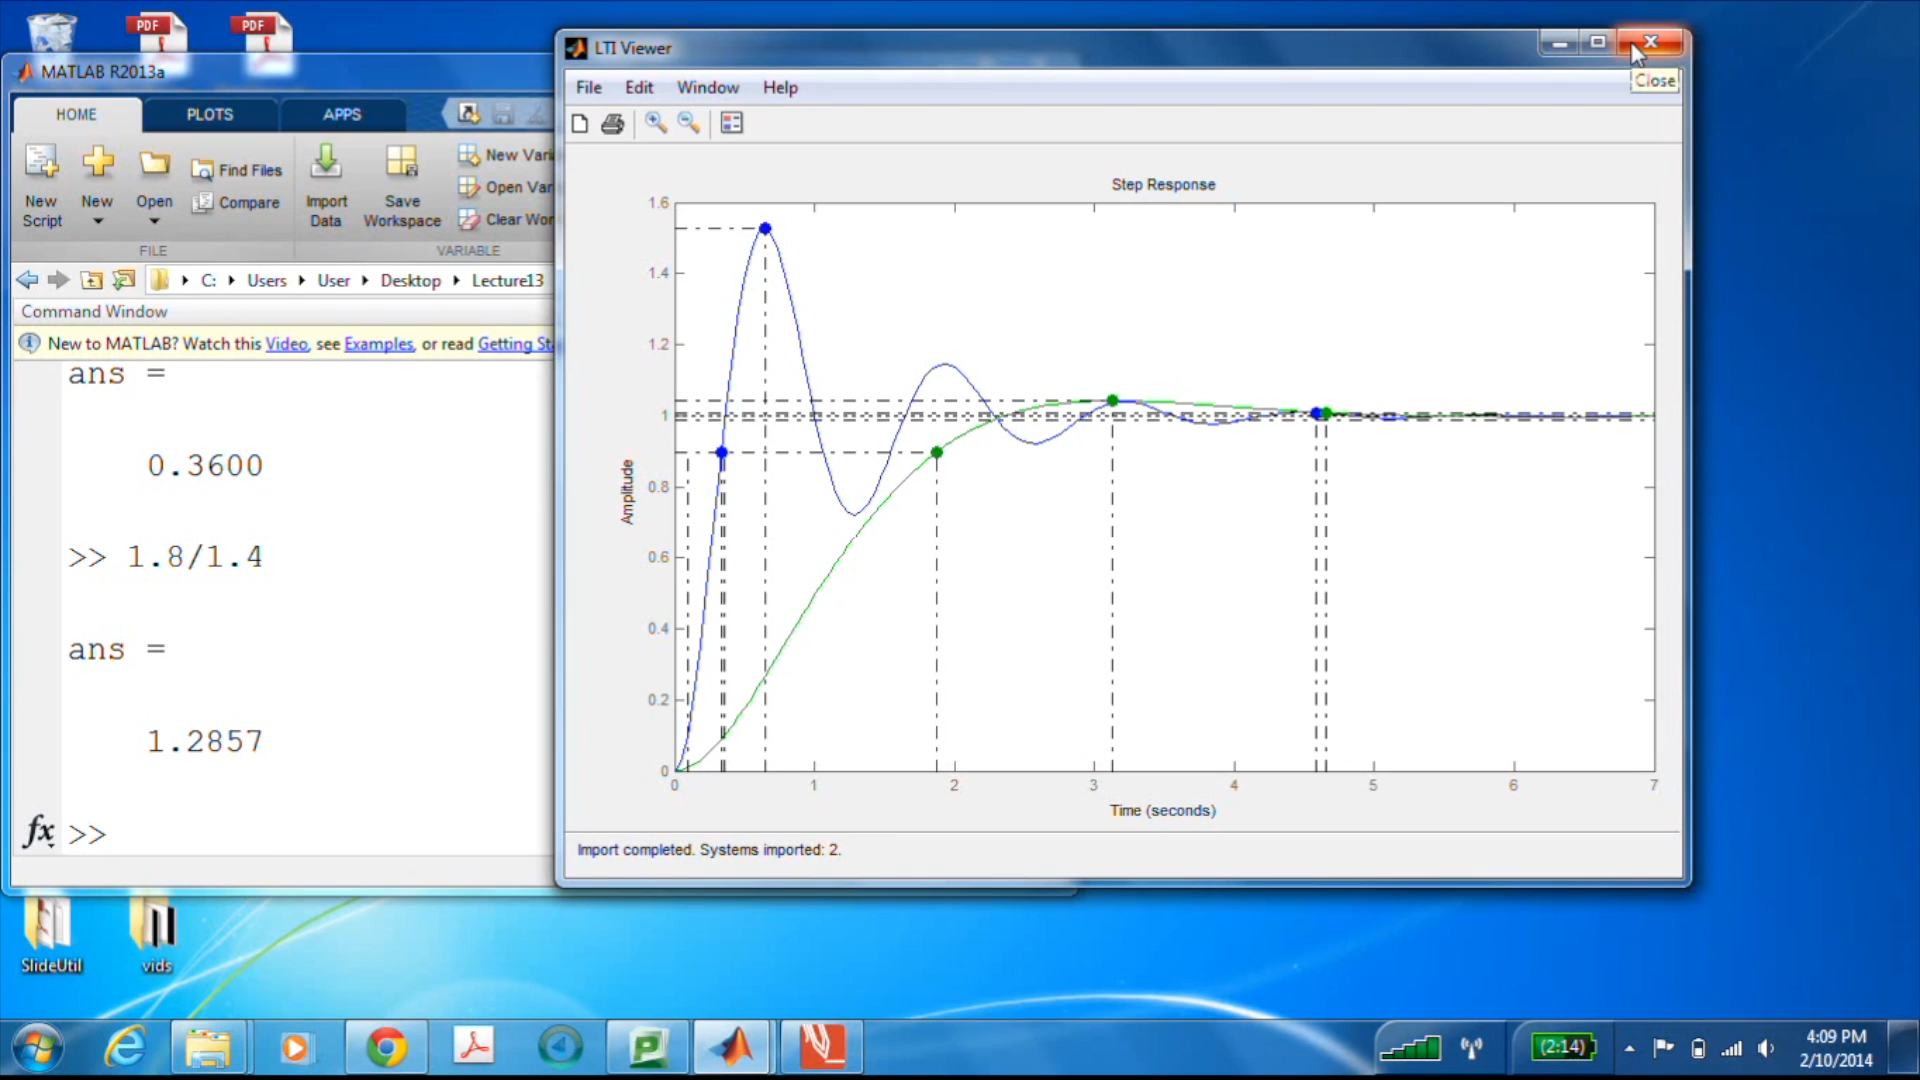 PDF
PDF
MATLAB R2013a
HOME
PLOTS
APPS
New
Script
New
Open
Find Files
Compare
Import
Data
Save
Workspace
New Vari
Open Var
Clear Wor
FILE
VARIABLE
C:
Users
User
Desktop
Lecture13
Command Window
New to MATLAB? Watch this Video, see Examples, or read Getting Sta
ans =
0.3600
>> 1.8/1.4
ans =
1.2857
fx >>
LTI Viewer
Close
File
Edit
Window
Help
Step Response
Amplitude
1.6
1.4
1.2
1
0.8
0.6
0.4
0.2
0
0
1
2
3
4
5
6
7
Time (seconds)
Import completed. Systems imported: 2.
SlideUtil
vids
(2:14)
4:09 PM
2/10/2014